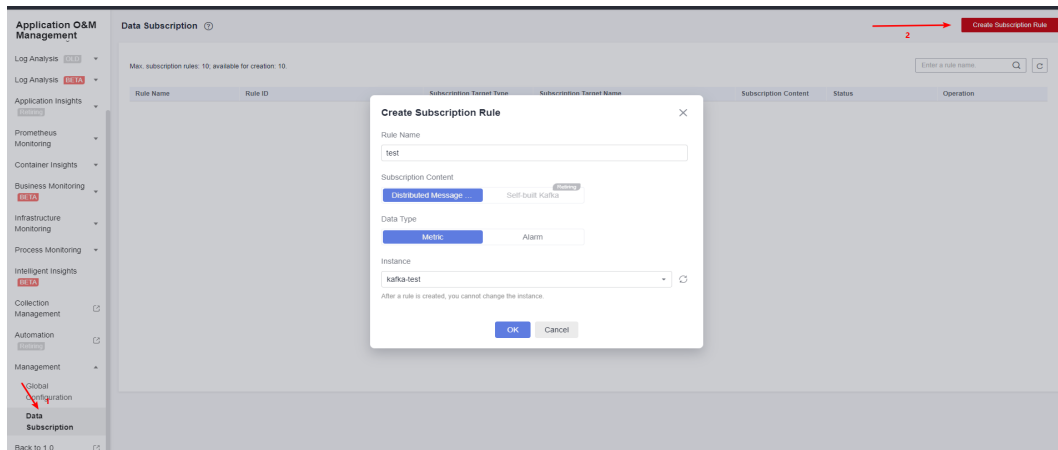 Application O&M
Management
Log Analysis OLD
Log Analysis BETA
Application Insights
Retiring
Prometheus
Monitoring
Container Insights
Business Monitoring
BETA
Infrastructure
Monitoring
Process Monitoring
Intelligent Insights
BETA
Collection
Management
Automation
Retiring
Management
Global
Configuration
1
Data
Subscription
Back to 1.0
Data Subscription
2
Create Subscription Rule
Max. subscription rules: 10; available for creation: 10.
Enter a rule name.
Rule Name Rule ID Subscription Target Type Subscription Target Name Subscription Content Status Operation
Create Subscription Rule
Rule Name
test
Subscription Content
Retiring
Distributed Message ... Self-built Kafka
Data Type
Metric Alarm
Instance
kafka-test
After a rule is created, you cannot change the instance.
OK Cancel